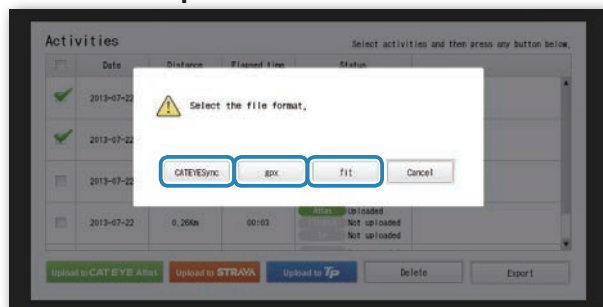 Activities
Select activities and then press any button below.
Date Distance Elapsed time Status
2013-07-22
Select the file format.
2013-07-22
CATEYESync gpx fit Cancel
2013-07-22
Atlas Uploaded
2013-07-22 0.26Km 00:03 Not uploaded
TP Not uploaded
Upload to CAT EYE Atlas Upload to STRAVA Upload to TP Delete Export